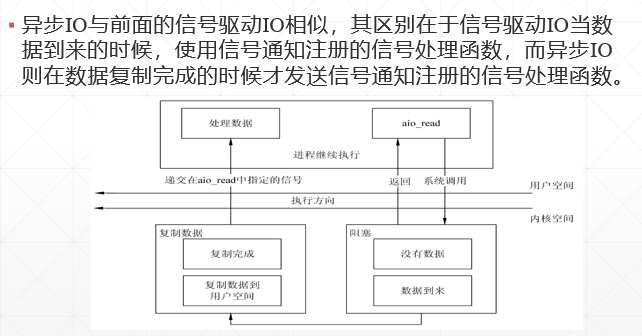 异步IO与前面的信号驱动IO相似，其区别在于信号驱动IO当数
据到来的时候，使用信号通知注册的信号处理函数，而异步IO
则在数据复制完成的时候才发送信号通知注册的信号处理函数。
处理数据
aio_read
进程继续执行
递交在aio_read中指定的信号
返回
系统调用
用户空间
执行方向
内核空间
复制数据
阻塞
复制完成
没有数据
复制数据到
用户空间
数据到来